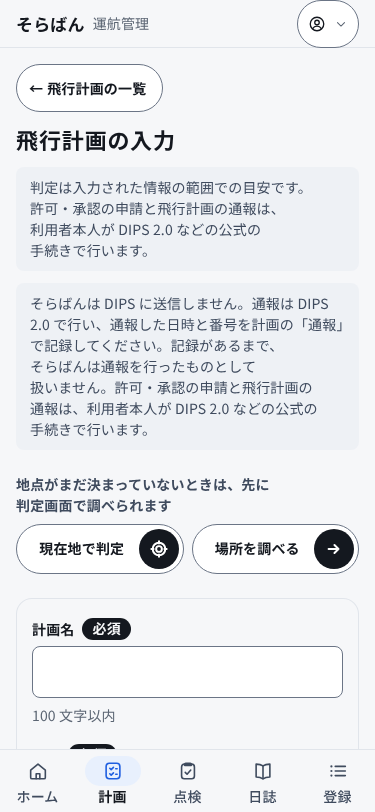 そらばん 運航管理
← 飛行計画の一覧
飛行計画の入力
判定は入力された情報の範囲での目安です。
許可・承認の申請と飛行計画の通報は、
利用者本人が DIPS 2.0 などの公式の
手続きで行います。
そらばんは DIPS に送信しません。通報は DIPS
2.0 で行い、通報した日時と番号を計画の「通報」
で記録してください。記録があるまで、
そらばんは通報を行ったものとして
扱いません。許可・承認の申請と飛行計画の
通報は、利用者本人が DIPS 2.0 などの公式の
手続きで行います。
地点がまだ決まっていないときは、先に
判定画面で調べられます
現在地で判定 場所を調べる
計画名 必須
100 文字以内
ホーム 計画 点検 日誌 登録